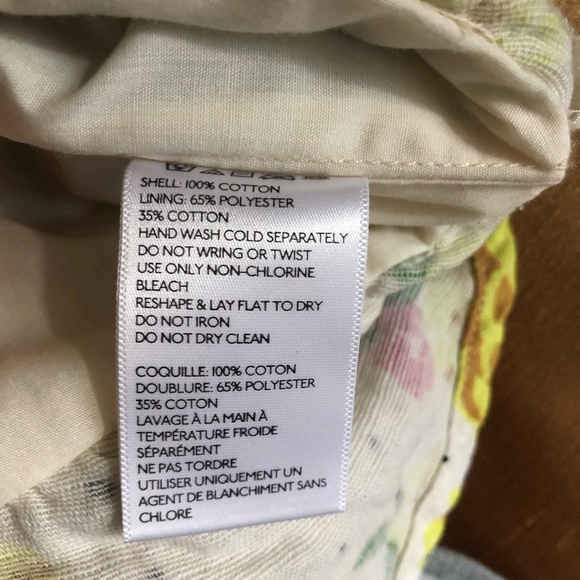 SHELL: 100% COTTON
LINING: 65% POLYESTER
35% COTTON
HAND WASH COLD SEPARATELY
DO NOT WRING OR TWIST
USE ONLY NON-CHLORINE
BLEACH
RESHAPE & LAY FLAT TO DRY
DO NOT IRON
DO NOT DRY CLEAN
COQUILLE: 100% COTON
DOUBLURE: 65% POLYESTER
35% COTON
LAVAGE À LA MAIN À
TEMPÉRATURE FROIDE
SÉPARÉMENT
NE PAS TORDRE
UTILISER UNIQUEMENT UN
AGENT DE BLANCHIMENT SANS
CHLORE